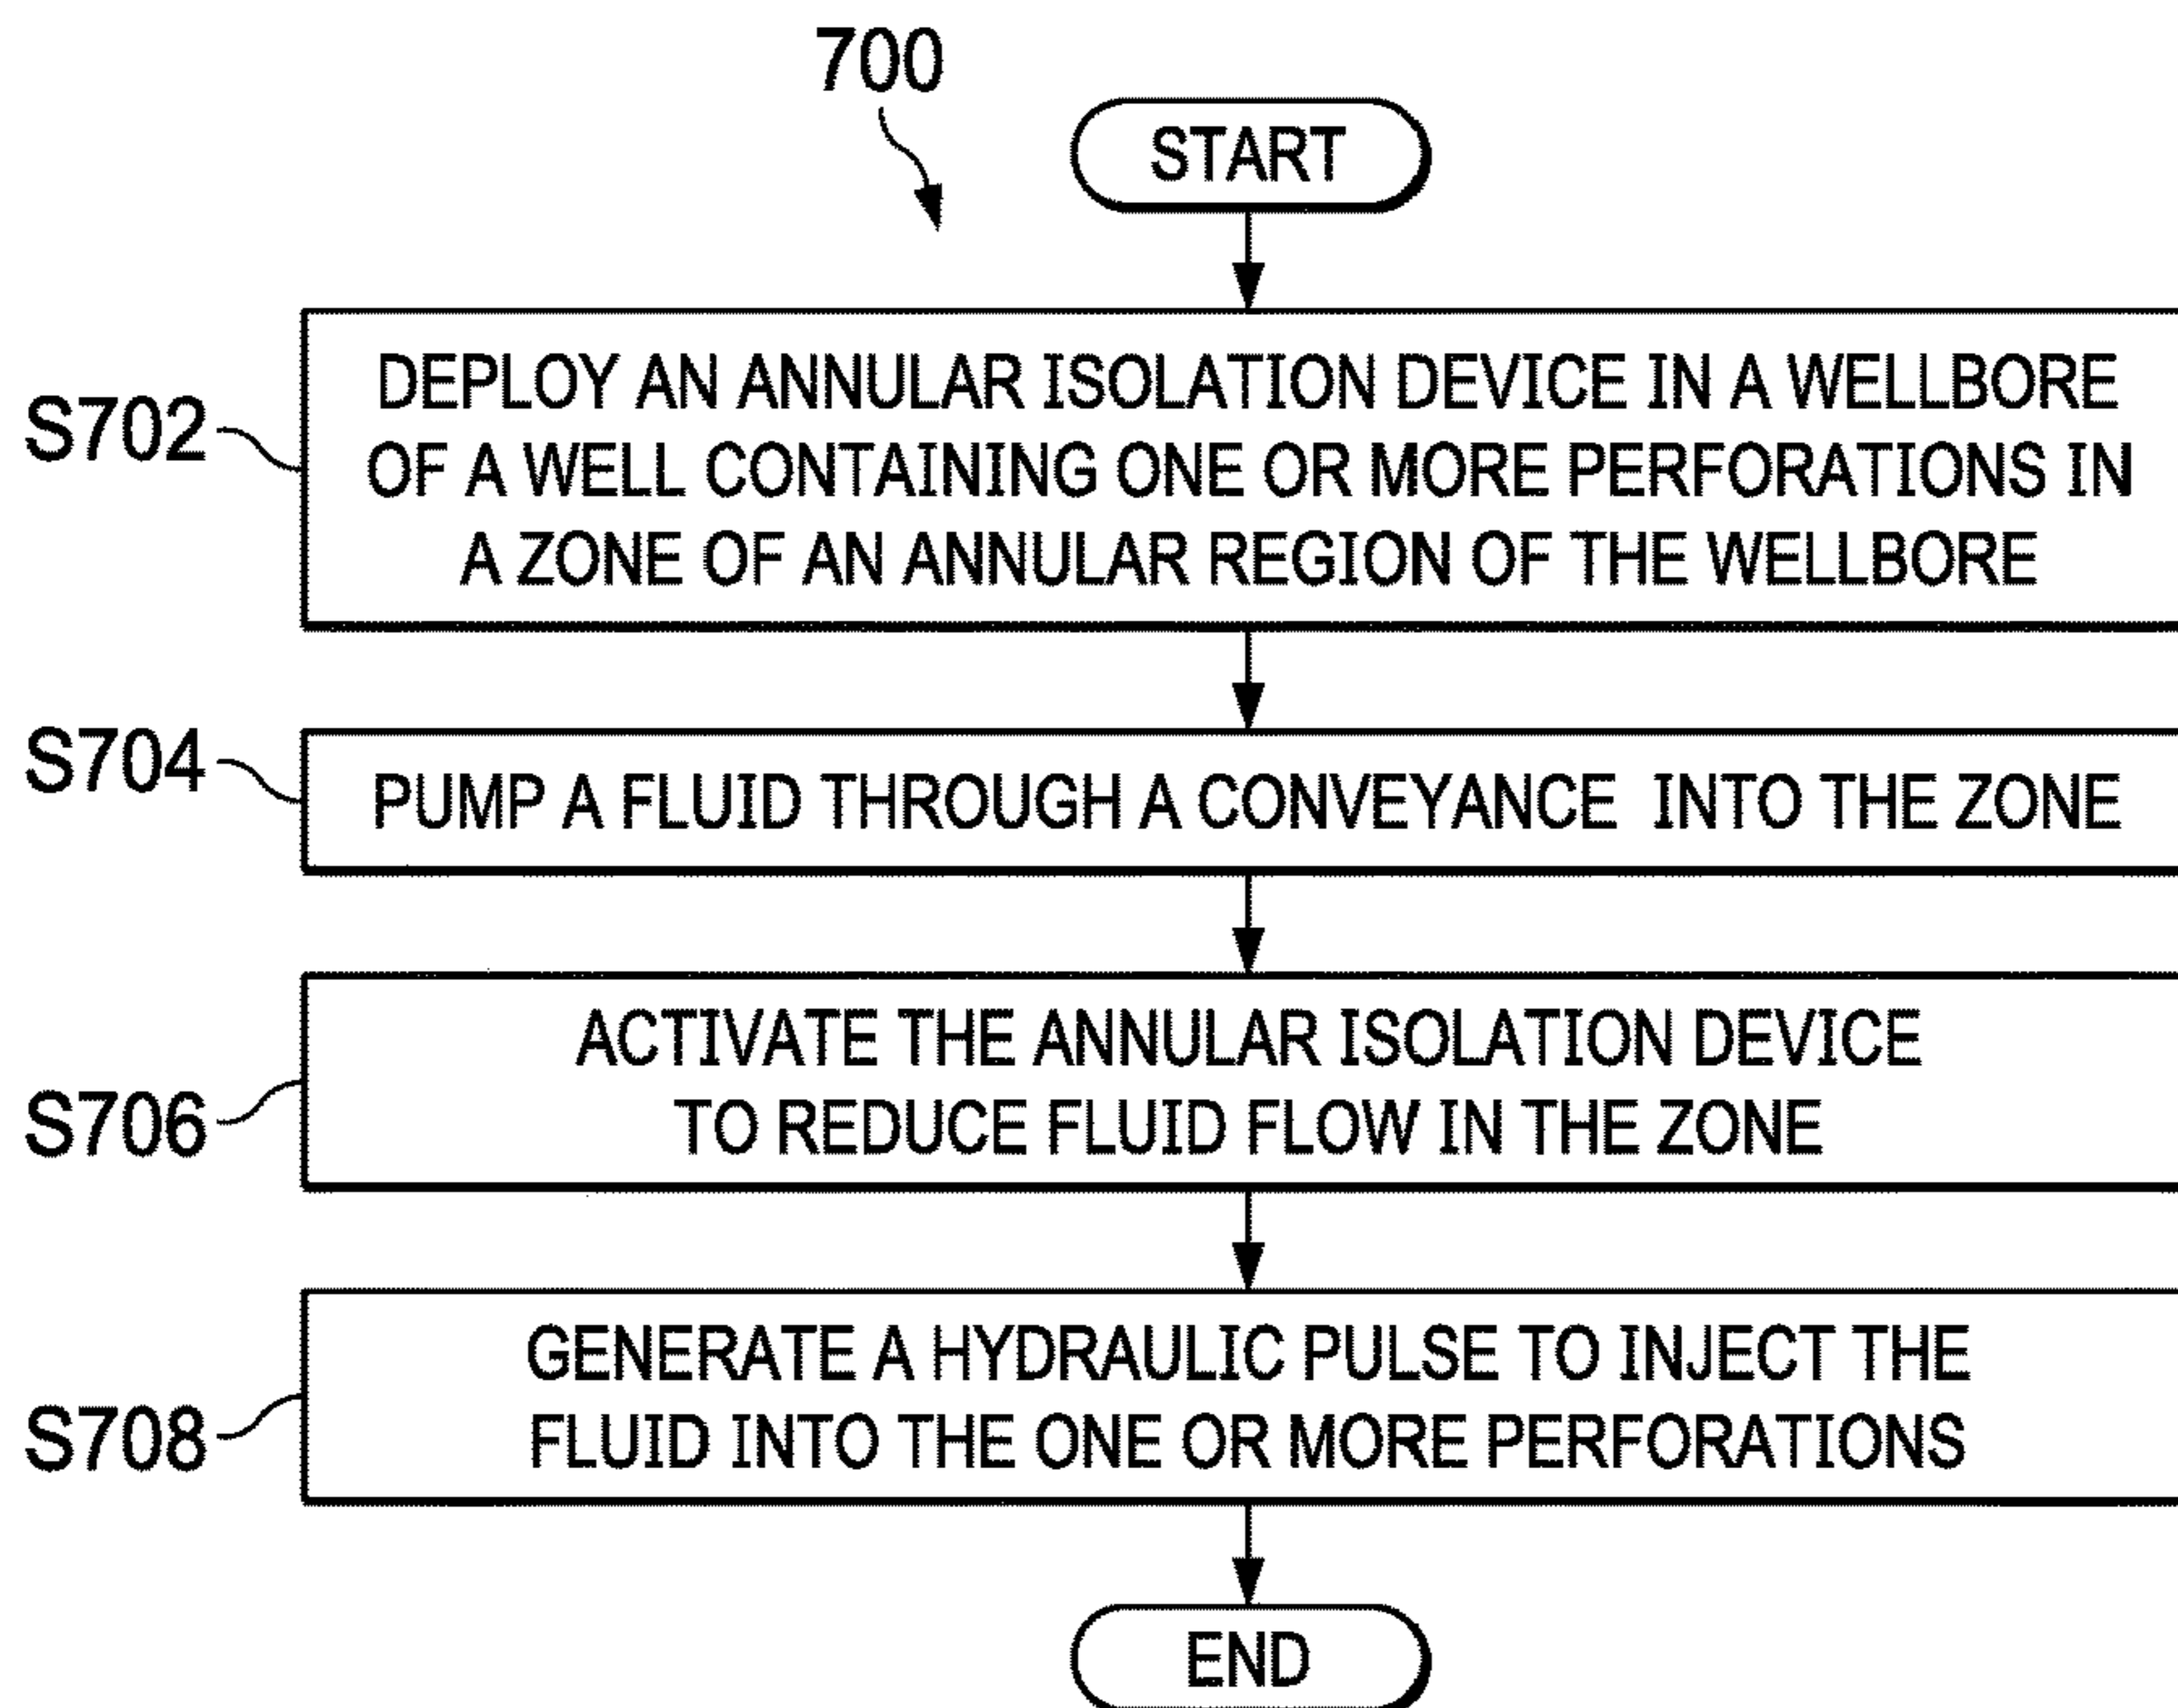 700
START
S702
DEPLOY AN ANNULAR ISOLATION DEVICE IN A WELLBORE
OF A WELL CONTAINING ONE OR MORE PERFORATIONS IN
A ZONE OF AN ANNULAR REGION OF THE WELLBORE
S704
PUMP A FLUID THROUGH A CONVEYANCE INTO THE ZONE
S706
ACTIVATE THE ANNULAR ISOLATION DEVICE
TO REDUCE FLUID FLOW IN THE ZONE
S708
GENERATE A HYDRAULIC PULSE TO INJECT THE
FLUID INTO THE ONE OR MORE PERFORATIONS
END